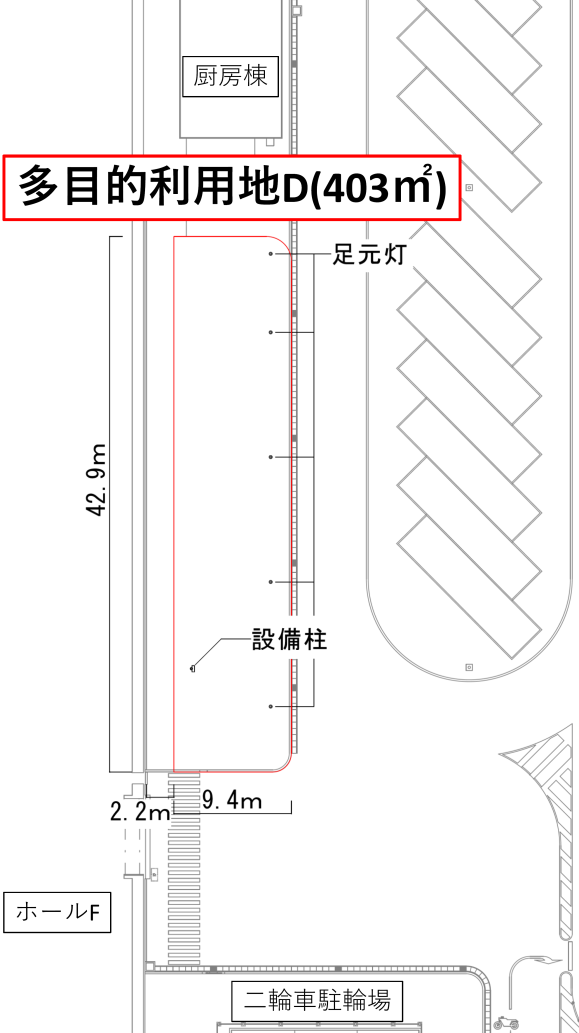 厨房棟
多目的利用地D(403㎡)
足元灯
42.9m
設備柱
2.2m
9.4m
ホールF
二輪車駐輪場